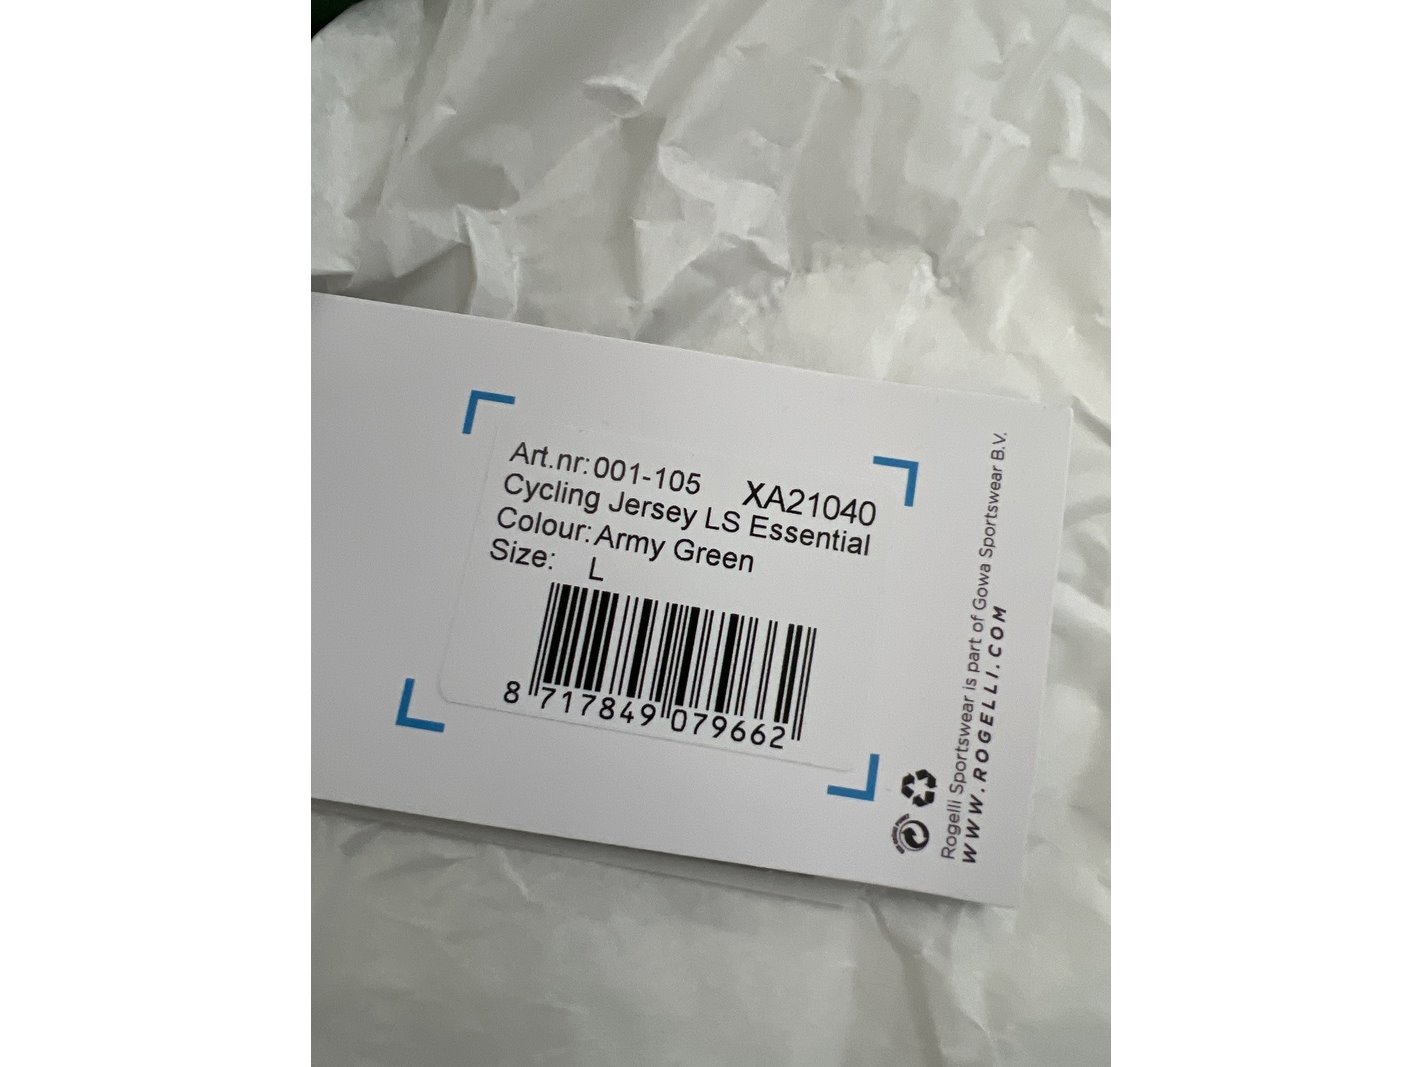 Art.nr: 001-105 XA21040
Cycling Jersey LS Essential
Colour: Army Green
Size: L
8 717849 079662
Rogelli Sportswear is part of Gowa Sportswear B.V.
WWW.ROGELLI.COM